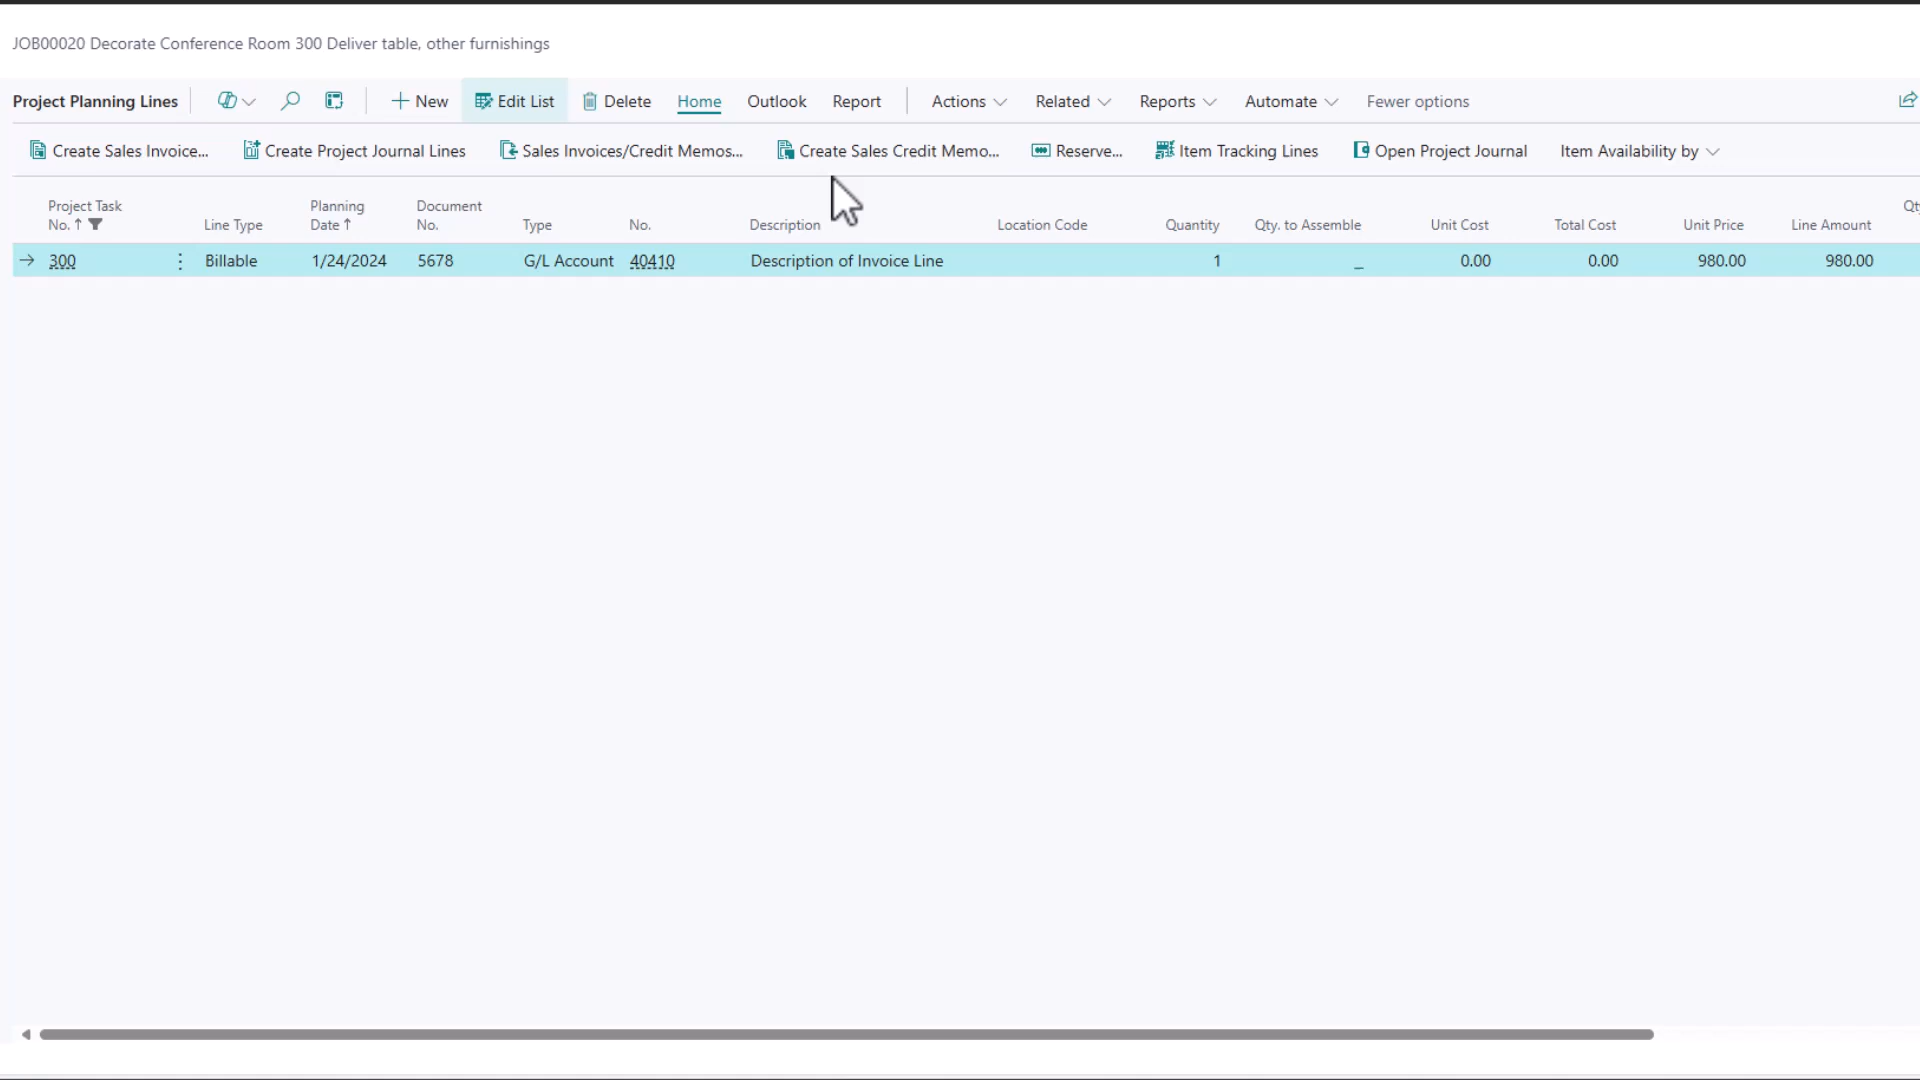 JOB00020 Decorate Conference Room 300 Deliver table, other furnishings
Project Planning Lines New Edit List Delete Home Outlook Report Actions Related Reports Automate Fewer options
Create Sales Invoice... Create Project Journal Lines Sales Invoices/Credit Memos... Create Sales Credit Memo... Reserve... Item Tracking Lines Open Project Journal Item Availability by
Project Task Planning Document
No. ↑ Line Type Date ↑ No. Type No. Description Location Code Quantity Qty. to Assemble Unit Cost Total Cost Unit Price Line Amount
300 Billable 1/24/2024 5678 G/L Account 40410 Description of Invoice Line 1 _ 0.00 0.00 980.00 980.00